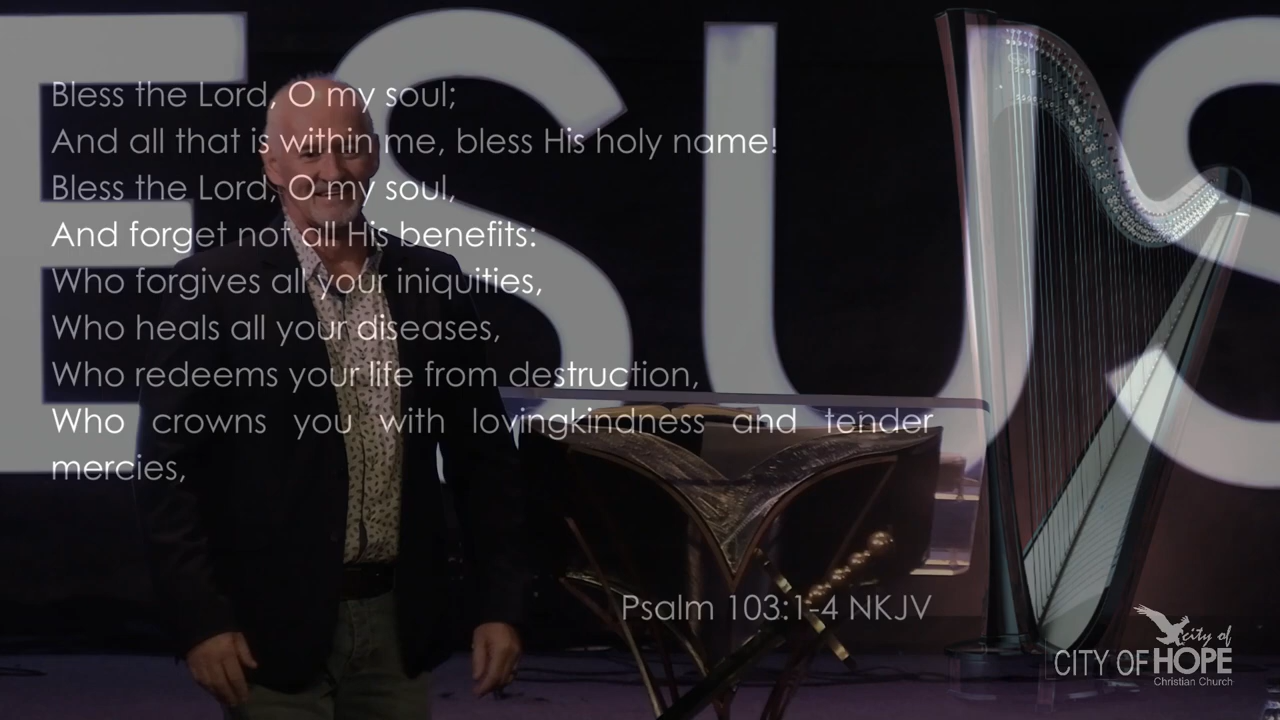 ESUS
Bless the Lord, O my soul;
And all that is within me, bless His holy name!
Bless the Lord, O my soul,
And forget not all His benefits:
Who forgives all your iniquities,
Who heals all your diseases,
Who redeems your life from destruction,
Who crowns you with lovingkindness and tender
mercies,
Psalm 103:1-4 NKJV
city of
CITY OF HOPE
Christian Church